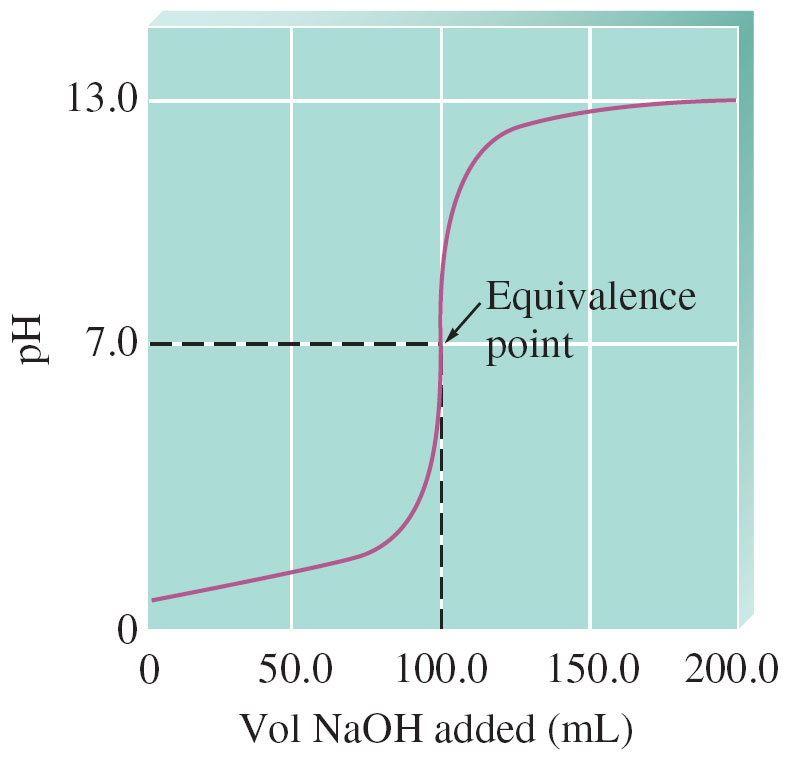 13.0
Equivalence
point
7.0
pH
0
0 50.0 100.0 150.0 200.0
Vol NaOH added (mL)